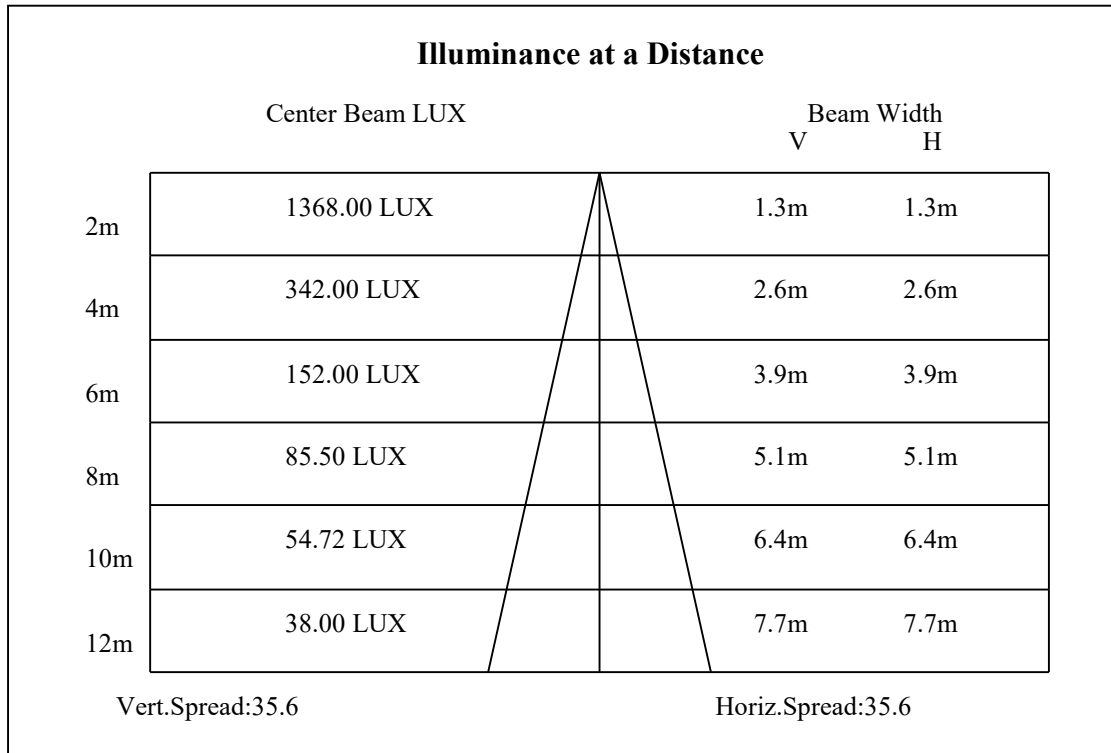 Illuminance at a Distance
Center Beam LUX Beam Width
V H
2m 1368.00 LUX 1.3m 1.3m
4m 342.00 LUX 2.6m 2.6m
6m 152.00 LUX 3.9m 3.9m
8m 85.50 LUX 5.1m 5.1m
10m 54.72 LUX 6.4m 6.4m
12m 38.00 LUX 7.7m 7.7m
Vert.Spread:35.6 Horiz.Spread:35.6